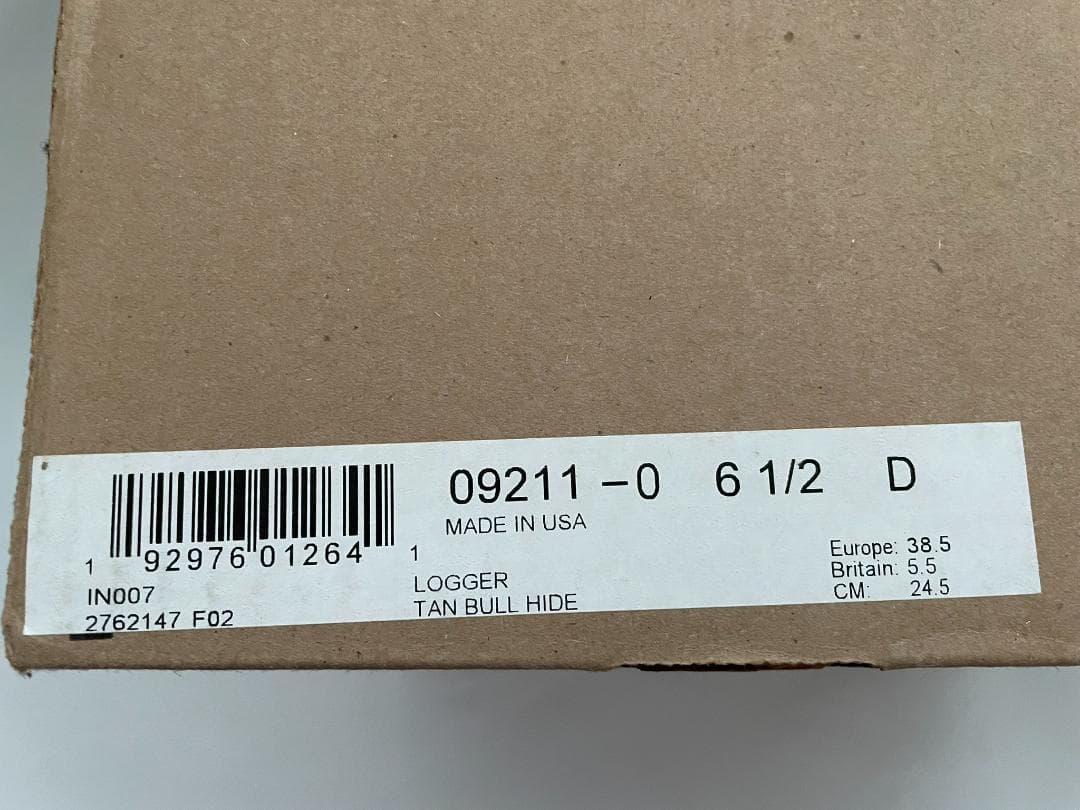 09211 –0 6 1/2 D
MADE IN USA
1 92976 01264 1
IN007
2762147 F02
LOGGER
TAN BULL HIDE
Europe: 38.5
Britain: 5.5
CM: 24.5